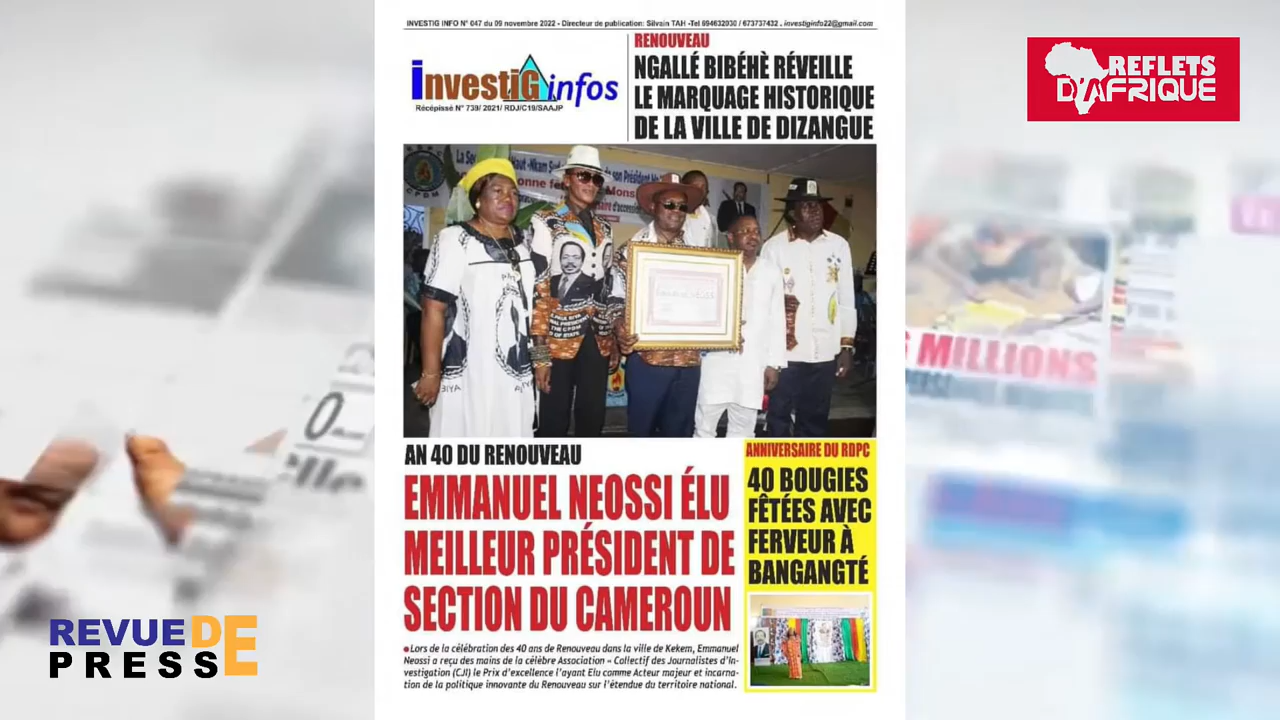 INVESTIG INFO N° 047 du 09 novembre 2022 - Directeur de publication: Silvain TAH -Tel 694632030 / 673737432 . investiginfo22@gmail.com
investiG infos
Récépissé N° 739/ 2021/ RDJ/C19/SAAJP
RENOUVEAU
NGALLÉ BIBÉHÈ RÉVEILLE
LE MARQUAGE HISTORIQUE
DE LA VILLE DE DIZANGUE
REFLETS
D'AFRIQUE
CPDM
BIYA
AN 40 DU RENOUVEAU
EMMANUEL NEOSSI ÉLU
MEILLEUR PRÉSIDENT DE
SECTION DU CAMEROUN
Lors de la célébration des 40 ans de Renouveau dans la ville de Kekem, Emmanuel
Neossi a reçu des mains de la célèbre Association « Collectif des Journalistes d'In-
vestigation (CJI) le Prix d'excellence l'ayant Elu comme Acteur majeur et incarna-
tion de la politique innovante du Renouveau sur l'étendue du territoire national.
ANNIVERSAIRE DU RDPC
40 BOUGIES
FÊTÉES AVEC
FERVEUR À
BANGANGTÉ
MILLIONS
REVUE DE
PRESSE